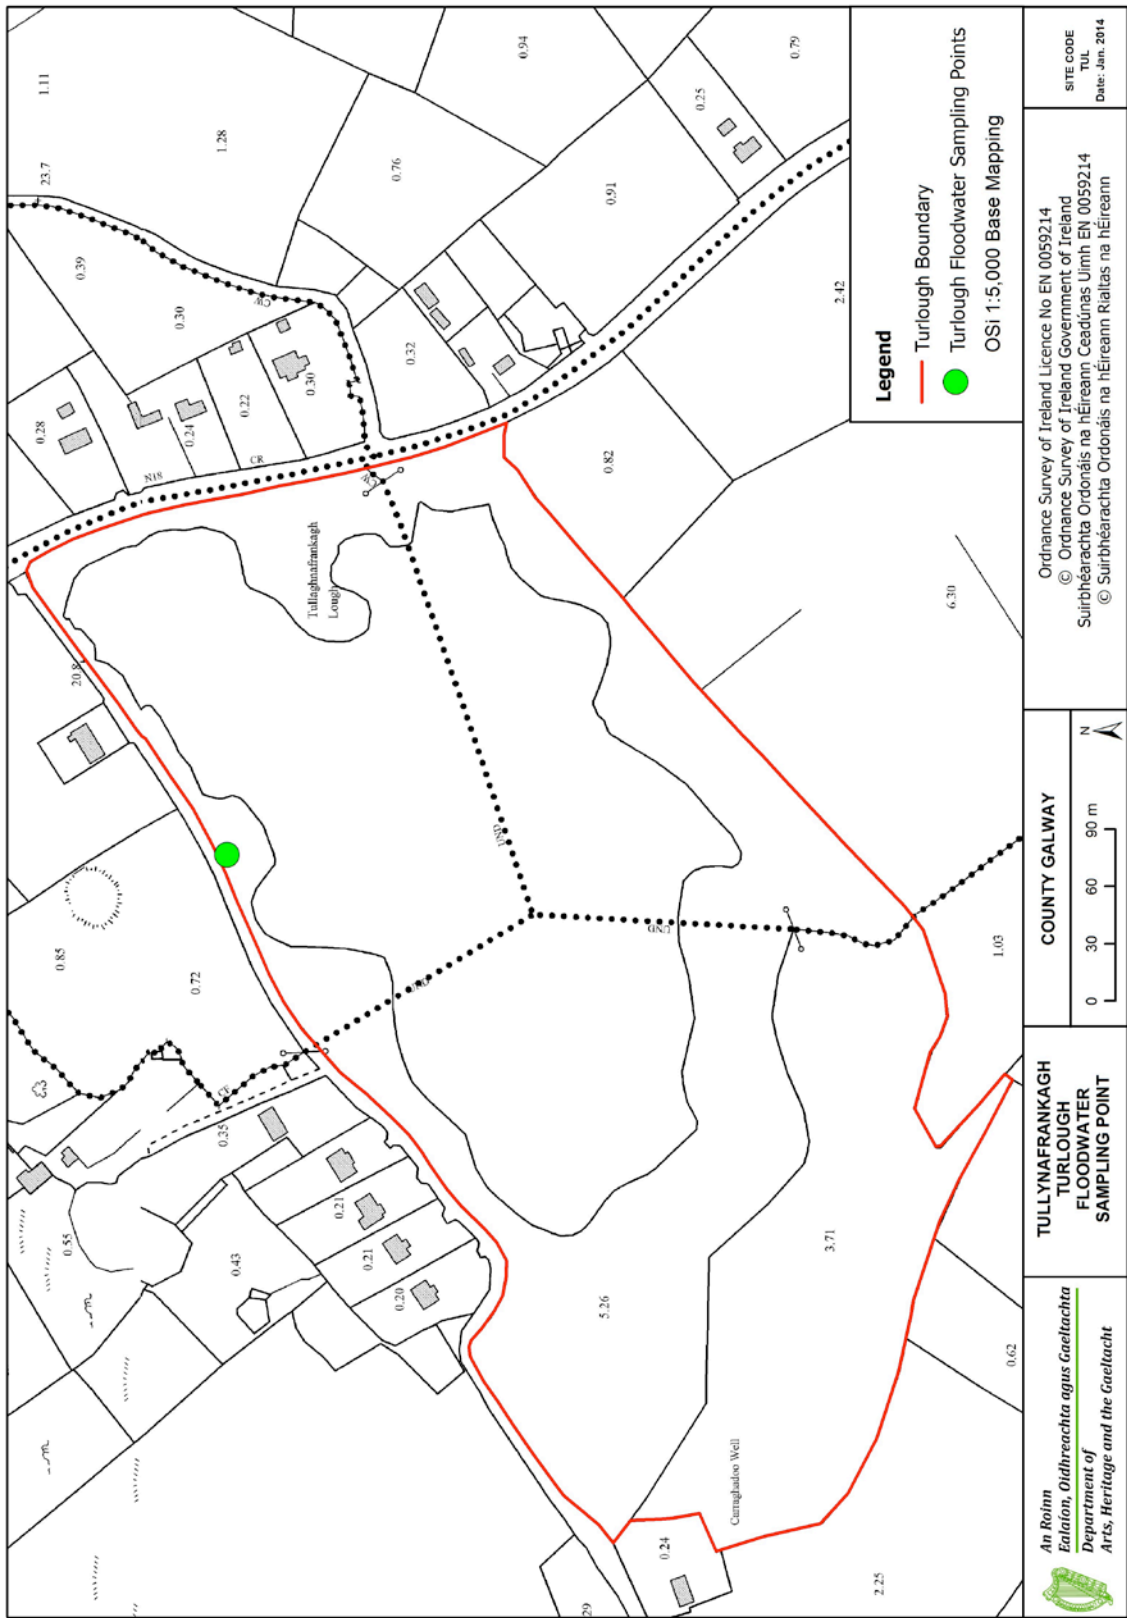 1.11
23.7
1.28
0.94
0.79
0.39
0.30
CW
0.76
0.25
0.91
0.28
0.24
0.22
0.30
0.32
N18
CR
CW
2.42
Tullaghnafrankagh
Lough
0.82
20.8
6.30
UND
UND
UND
0.85
0.72
CF
0.35
1.03
0.55
0.43
0.21
0.21
0.20
3.71
5.26
0.62
Curraghadoo Well
0.24
2.25
29
Legend
Turlough Boundary
Turlough Floodwater Sampling Points
OSi 1:5,000 Base Mapping
An Roinn
Ealaíon, Oidhreachta agus Gaeltachta
Department of
Arts, Heritage and the Gaeltacht
TULLYNAFRANKAGH
TURLOUGH
FLOODWATER
SAMPLING POINT
COUNTY GALWAY
0 30 60 90 m
N
Ordnance Survey of Ireland Licence No EN 0059214
© Ordnance Survey of Ireland Government of Ireland
Suirbhéarachta Ordonáis na hÉireann Ceadúnas Uimh EN 0059214
© Suirbhéarachta Ordonáis na hÉireann Rialtas na hÉireann
SITE CODE
TUL
Date: Jan. 2014